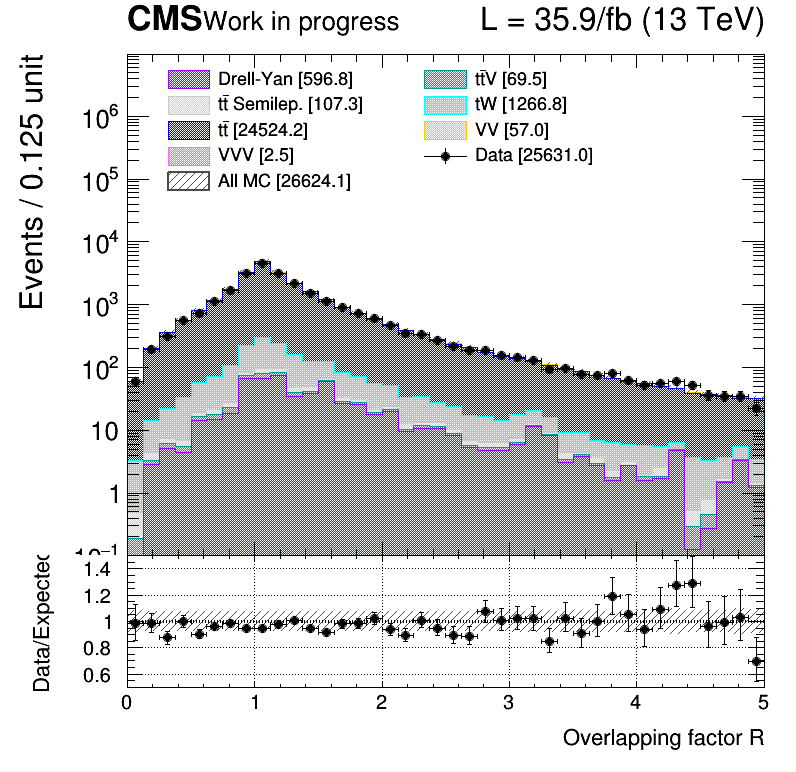 CMS Work in progress L = 35.9/fb (13 TeV)
Events / 0.125 unit
Drell-Yan [596.8] tt̄V [69.5]
tt̄ Semilep. [107.3] tW [1266.8]
tt̄ [24524.2] VV [57.0]
VVV [2.5] Data [25631.0]
All MC [26624.1]
10⁶
10⁵
10⁴
10³
10²
10
1
10⁻¹
Data/Expected
1.4
1.2
1
0.8
0.6
0 1 2 3 4 5
Overlapping factor R